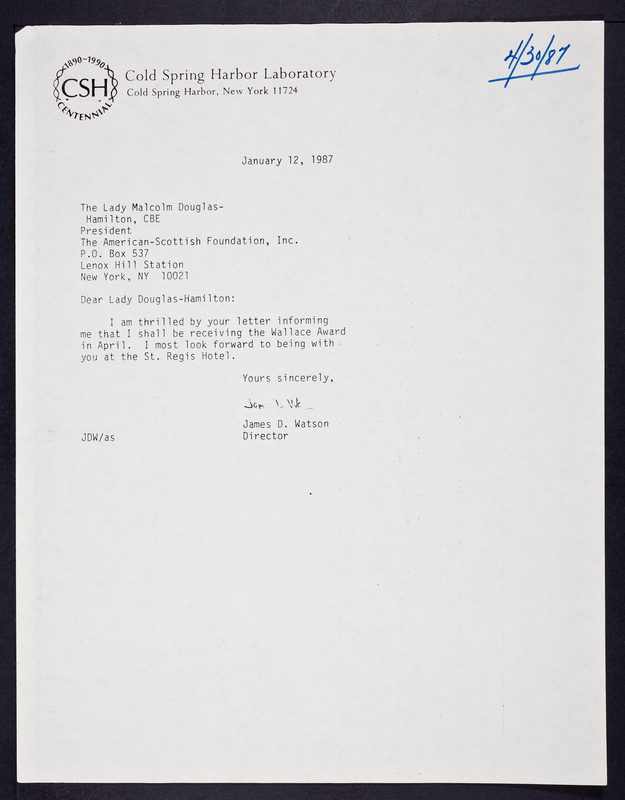 4/30/87
1890-1990
CSH
CENTENNIAL
Cold Spring Harbor Laboratory
Cold Spring Harbor, New York 11724
January 12, 1987
The Lady Malcolm Douglas-
Hamilton, CBE
President
The American-Scottish Foundation, Inc.
P.O. Box 537
Lenox Hill Station
New York, NY 10021
Dear Lady Douglas-Hamilton:
I am thrilled by your letter informing
me that I shall be receiving the Wallace Award
in April. I most look forward to being with
you at the St. Regis Hotel.
Yours sincerely,
James D. Watson
JDW/as Director